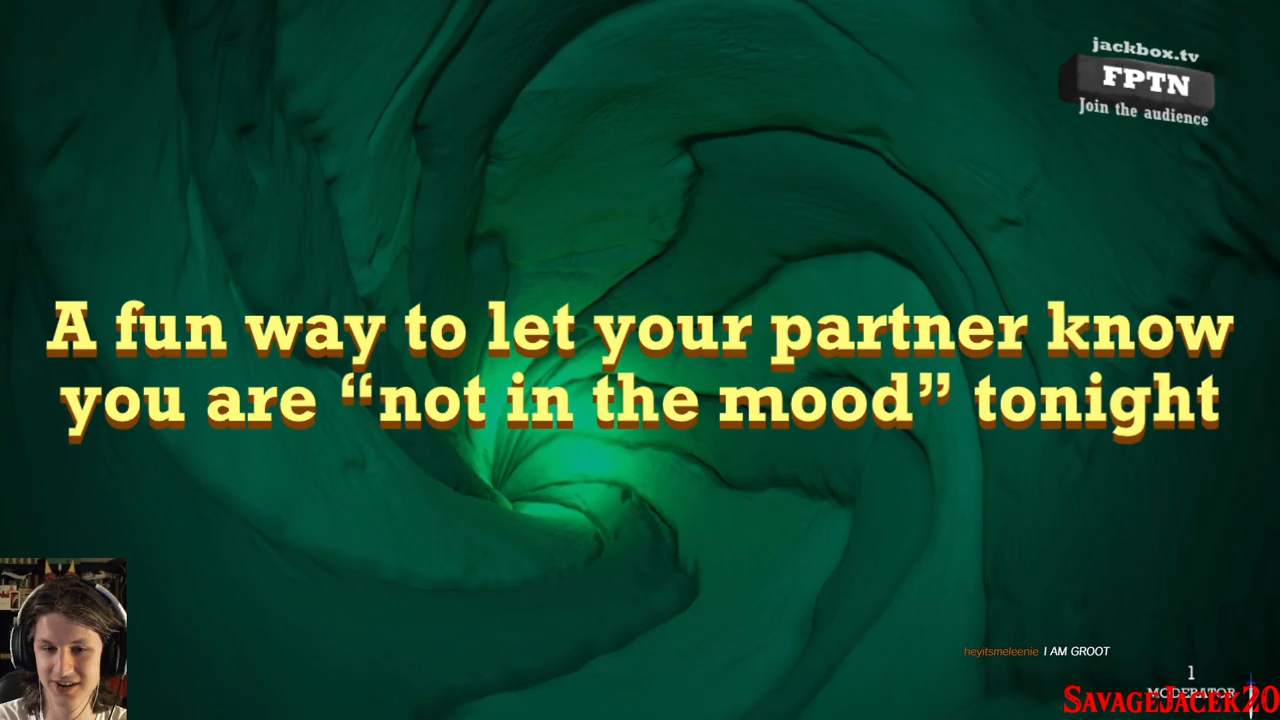 jackbox.tv
FPTN
Join the audience
A fun way to let your partner know
you are “not in the mood” tonight
heyitsmeleenie I AM GROOT
1
MODERATOR
SavageJacek20